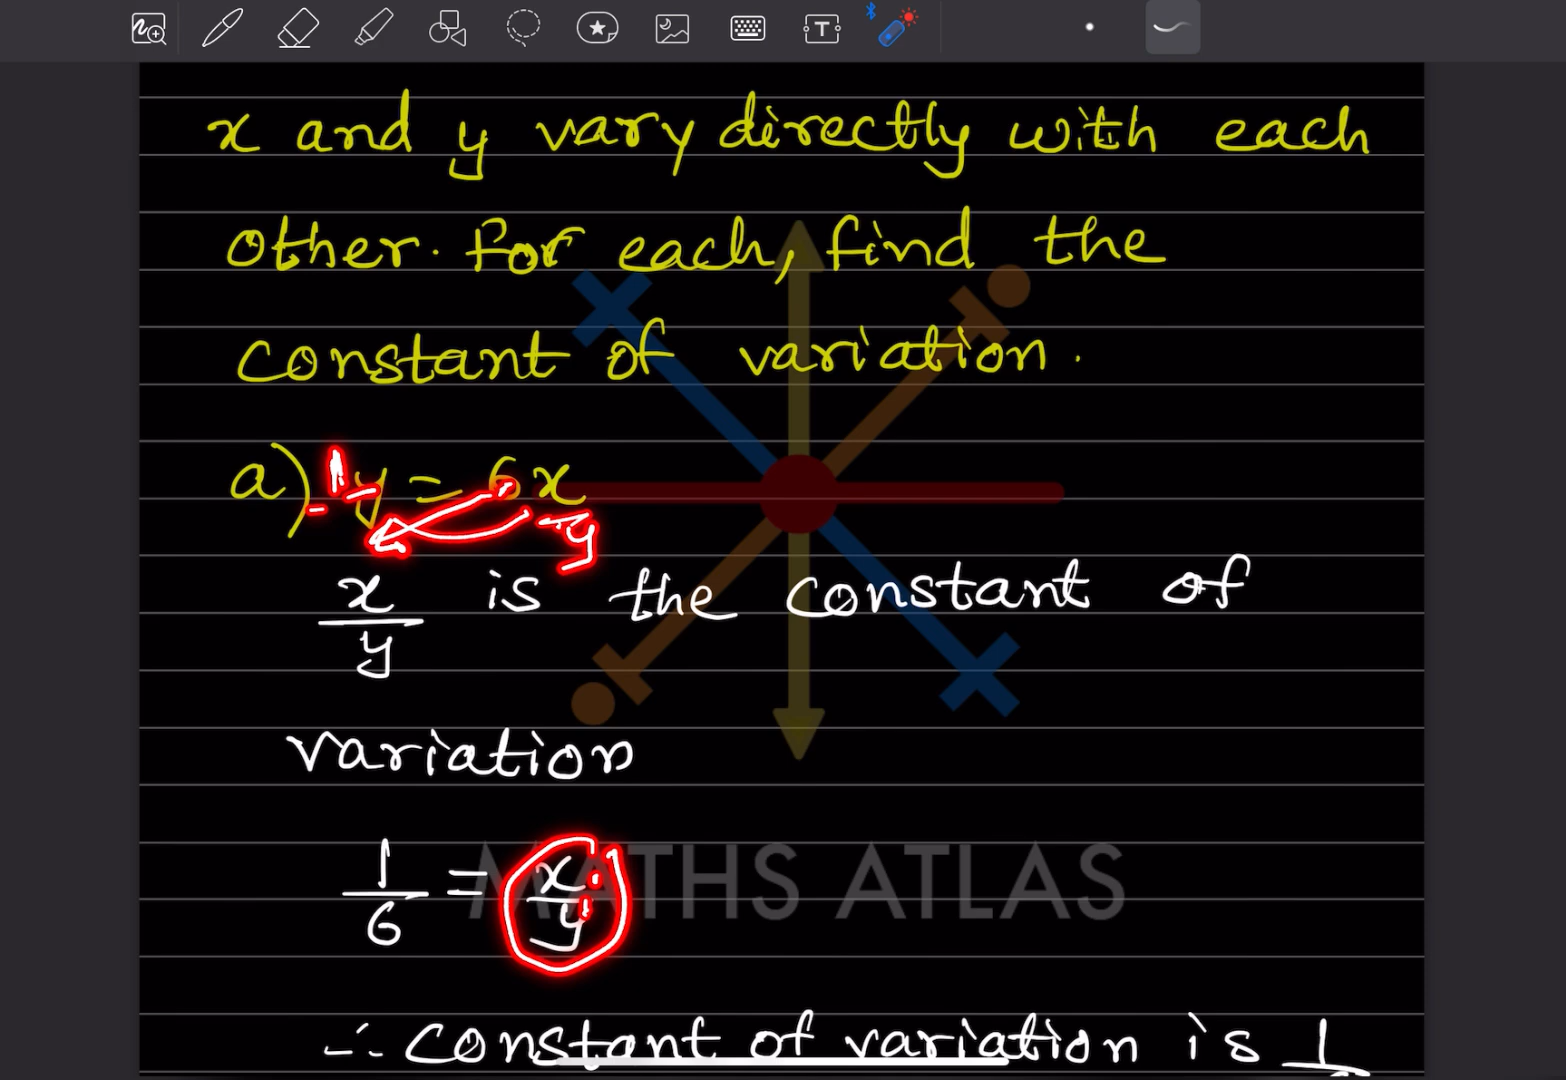 x and y vary directly with each
other. For each, find the
constant of variation.
a) y = 6x
1
y
x/y is the constant of
variation
1/6 = x/y
MATHS ATLAS
∴ constant of variation is 1